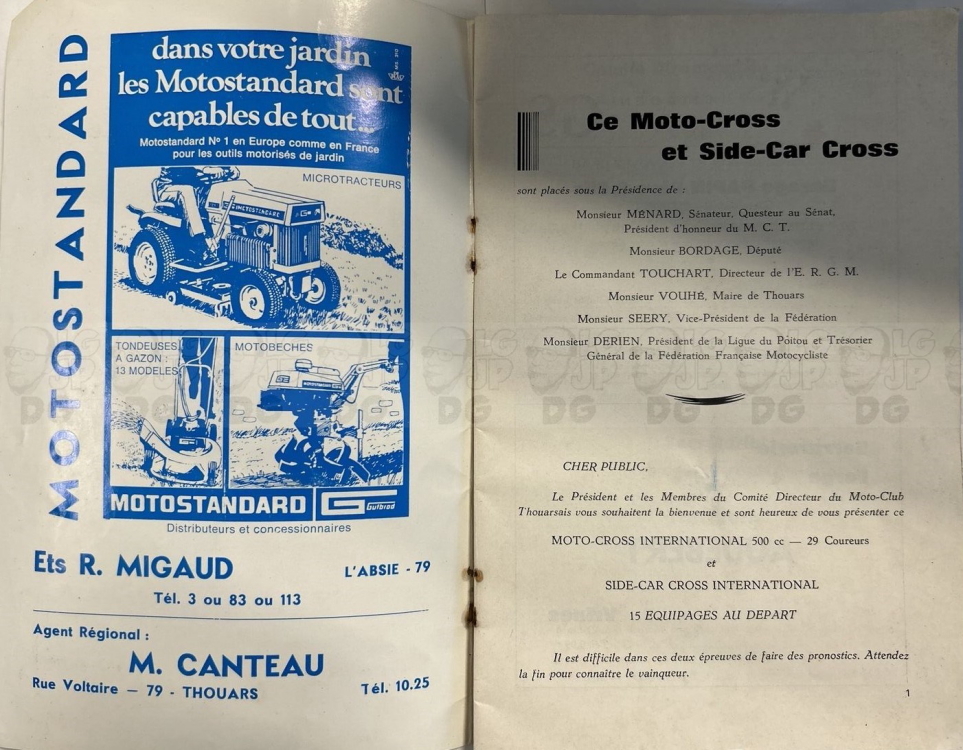 MOTOSTANDARD
dans votre jardin
les Motostandard sont
capables de tout...
Motostandard Nº 1 en Europe comme en France
pour les outils motorisés de jardin
MICROTRACTEURS
MOTOSTANDARD
TONDEUSES
A GAZON :
13 MODELES
MOTOBECHES
MOTOSTANDARD
G
Gutbrod
Distributeurs et concessionnaires
Ets R. MIGAUD
L'ABSIE - 79
Tél. 3 ou 83 ou 113
Agent Régional :
M. CANTEAU
Rue Voltaire — 79 - THOUARS
Tél. 10.25
Ce Moto-Cross
et Side-Car Cross
sont placés sous la Présidence de :
Monsieur MÉNARD, Sénateur, Questeur au Sénat,
Président d'honneur du M. C. T.
Monsieur BORDAGE, Député
Le Commandant TOUCHART, Directeur de l'E. R. G. M.
Monsieur VOUHÉ, Maire de Thouars
Monsieur SEERY, Vice-Président de la Fédération
Monsieur DERIEN, Président de la Ligue du Poitou et Trésorier
Général de la Fédération Française Motocycliste
CHER PUBLIC,
Le Président et les Membres du Comité Directeur du Moto-Club
Thouarsais vous souhaitent la bienvenue et sont heureux de vous présenter ce
MOTO-CROSS INTERNATIONAL 500 cc — 29 Coureurs
et
SIDE-CAR CROSS INTERNATIONAL
15 EQUIPAGES AU DEPART
Il est difficile dans ces deux épreuves de faire des pronostics. Attendez
la fin pour connaître le vainqueur.
1
JP
DG